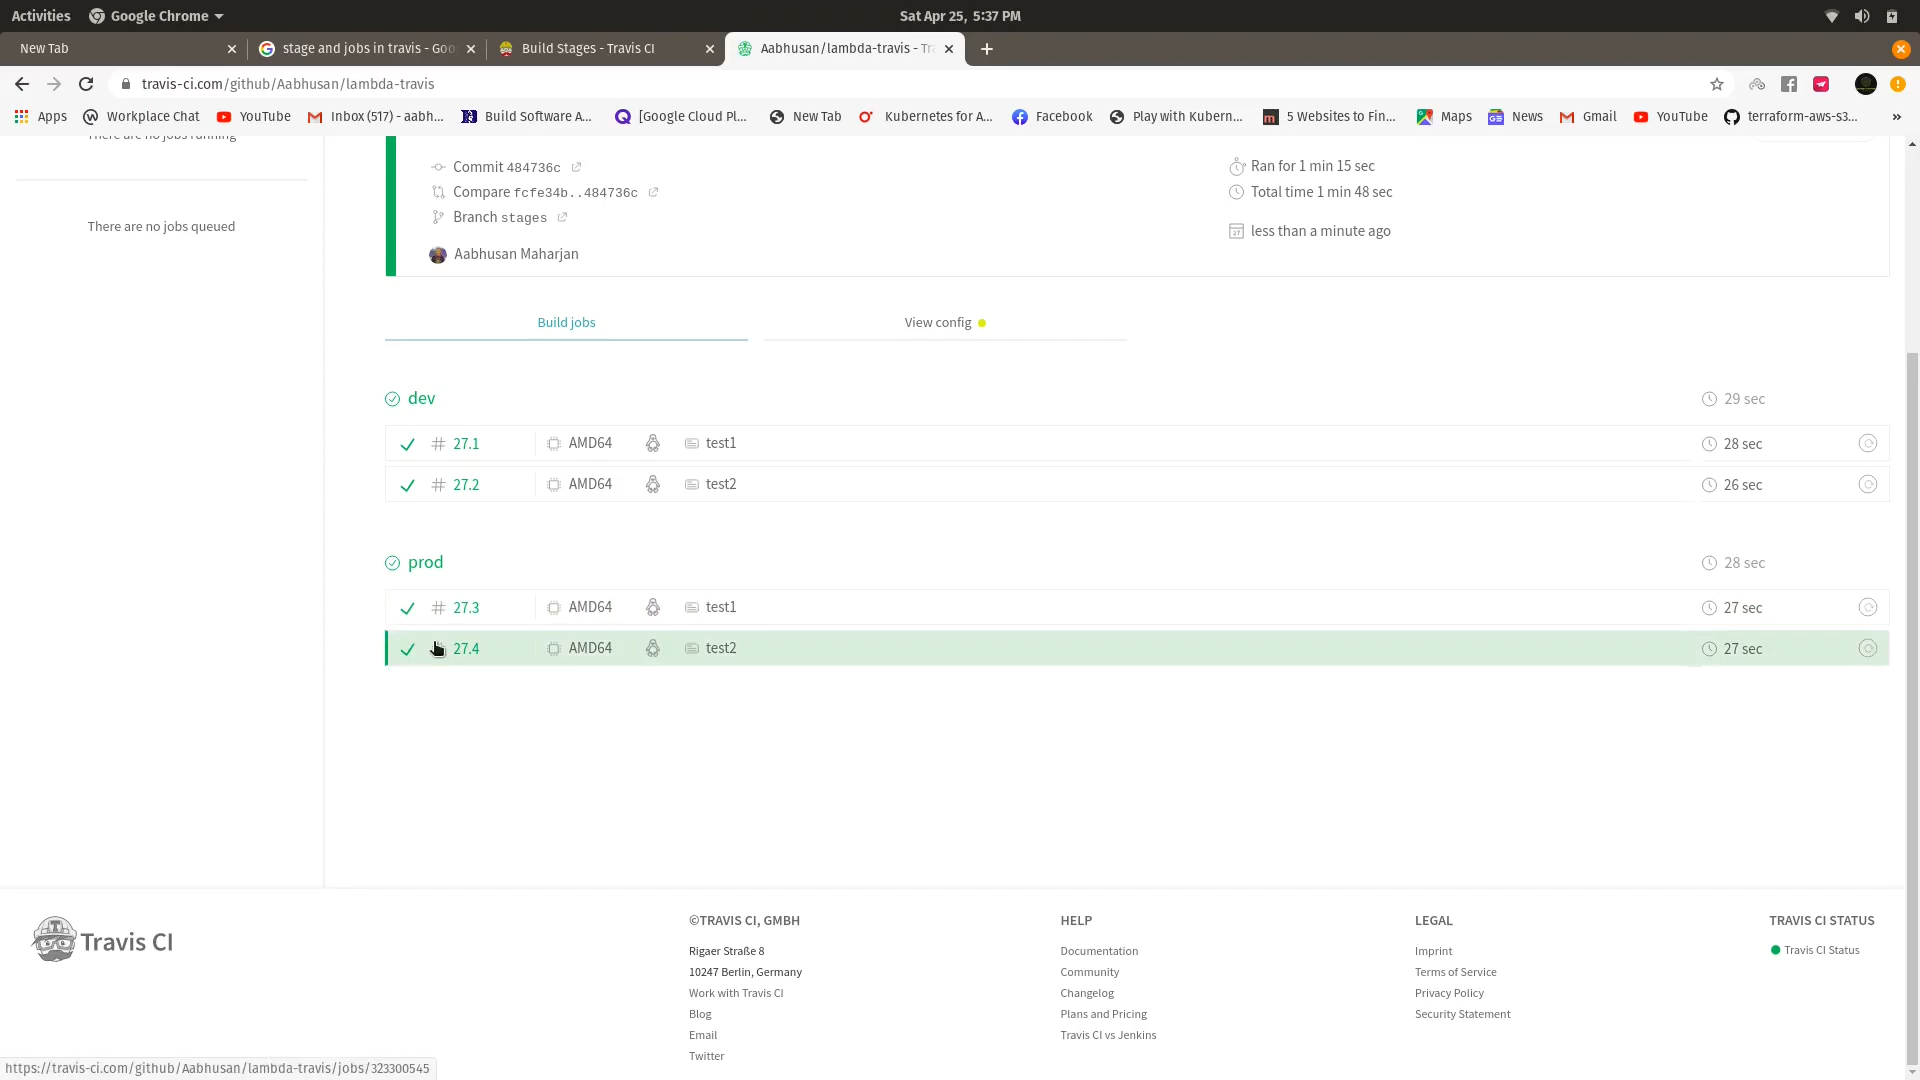 Activities Google Chrome Sat Apr 25, 5:37 PM
New Tab stage and jobs in travis - Goo Build Stages - Travis CI Aabhusan/lambda-travis - Tr
travis-ci.com/github/Aabhusan/lambda-travis
Apps Workplace Chat YouTube Inbox (517) - aabh... Build Software A... [Google Cloud Pl... New Tab Kubernetes for A... Facebook Play with Kubern... 5 Websites to Fin... Maps News Gmail YouTube terraform-aws-s3... »
There are no jobs running
There are no jobs queued
Commit 484736c
Compare fcfe34b..484736c
Branch stages
Aabhusan Maharjan
Ran for 1 min 15 sec
Total time 1 min 48 sec
less than a minute ago
Build jobs View config
dev 29 sec
# 27.1 AMD64 test1 28 sec
# 27.2 AMD64 test2 26 sec
prod 28 sec
# 27.3 AMD64 test1 27 sec
27.4 AMD64 test2 27 sec
Travis CI
©TRAVIS CI, GMBH
Rigaer Straße 8
10247 Berlin, Germany
Work with Travis CI
Blog
Email
Twitter
HELP
Documentation
Community
Changelog
Plans and Pricing
Travis CI vs Jenkins
LEGAL
Imprint
Terms of Service
Privacy Policy
Security Statement
TRAVIS CI STATUS
Travis CI Status
https://travis-ci.com/github/Aabhusan/lambda-travis/jobs/323300545